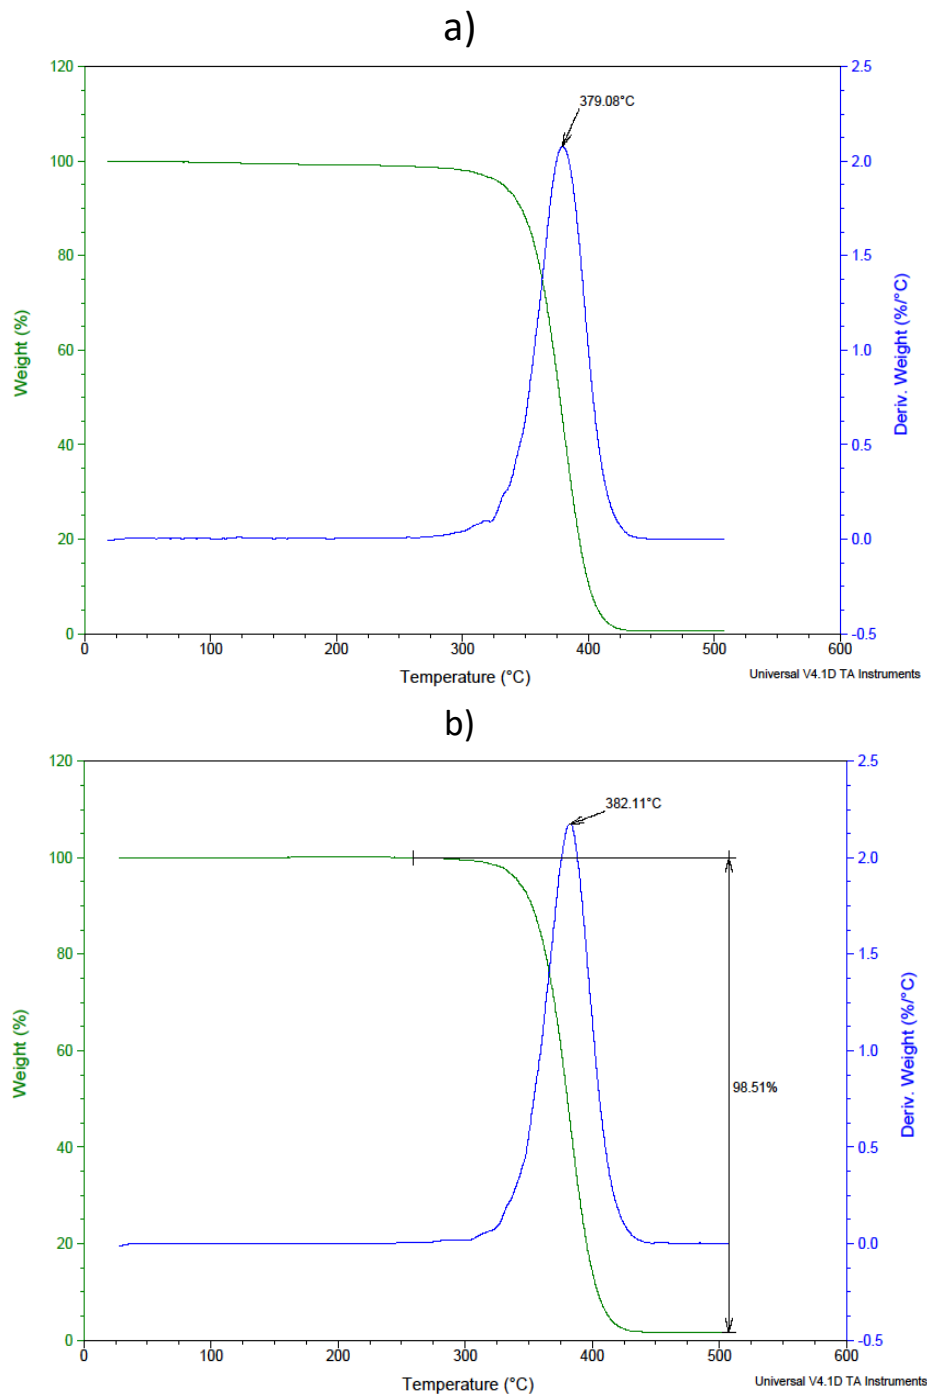 a)
120
100
80
60
40
20
0
Weight (%)
379.08°C
2.5
2.0
1.5
1.0
0.5
0.0
-0.5
Deriv. Weight (%/°C)
0 100 200 300 400 500 600
Temperature (°C)
Universal V4.1D TA Instruments
b)
120
100
80
60
40
20
0
Weight (%)
382.11°C
98.51%
2.5
2.0
1.5
1.0
0.5
0.0
-0.5
Deriv. Weight (%/°C)
0 100 200 300 400 500 600
Temperature (°C)
Universal V4.1D TA Instruments